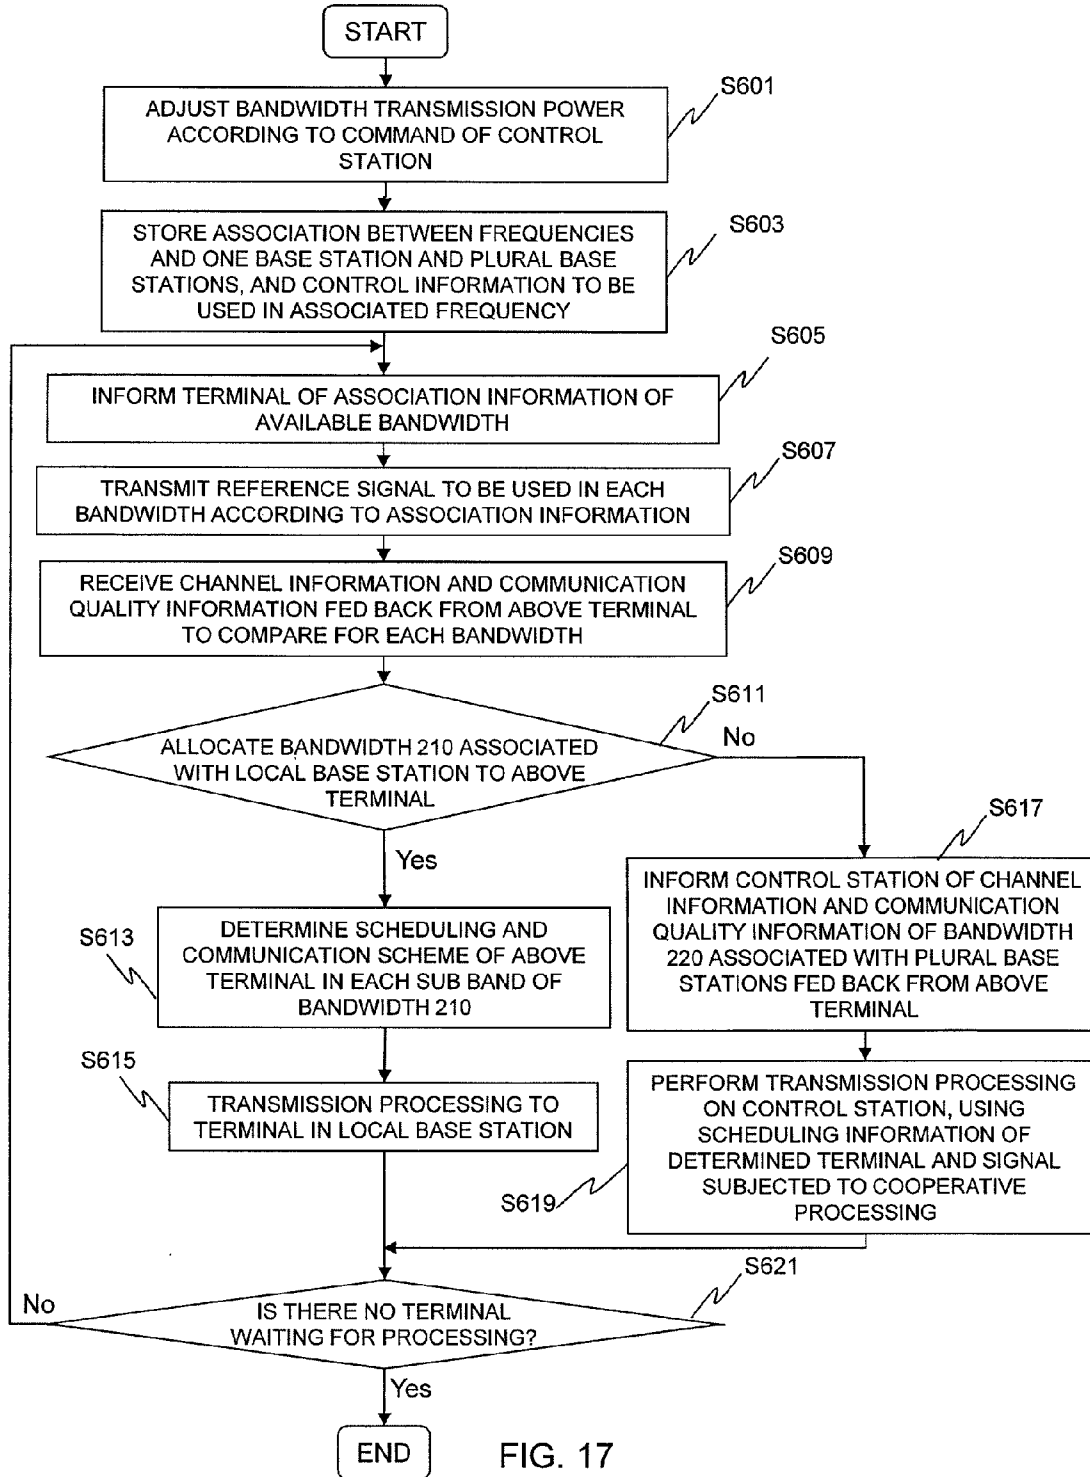 START
S601
ADJUST BANDWIDTH TRANSMISSION POWER
ACCORDING TO COMMAND OF CONTROL
STATION
S603
STORE ASSOCIATION BETWEEN FREQUENCIES
AND ONE BASE STATION AND PLURAL BASE
STATIONS, AND CONTROL INFORMATION TO BE
USED IN ASSOCIATED FREQUENCY
S605
INFORM TERMINAL OF ASSOCIATION INFORMATION OF
AVAILABLE BANDWIDTH
S607
TRANSMIT REFERENCE SIGNAL TO BE USED IN EACH
BANDWIDTH ACCORDING TO ASSOCIATION INFORMATION
S609
RECEIVE CHANNEL INFORMATION AND COMMUNICATION
QUALITY INFORMATION FED BACK FROM ABOVE TERMINAL
TO COMPARE FOR EACH BANDWIDTH
S611
ALLOCATE BANDWIDTH 210 ASSOCIATED
WITH LOCAL BASE STATION TO ABOVE
TERMINAL
No
Yes
S613
DETERMINE SCHEDULING AND
COMMUNICATION SCHEME OF ABOVE
TERMINAL IN EACH SUB BAND OF
BANDWIDTH 210
S615
TRANSMISSION PROCESSING TO
TERMINAL IN LOCAL BASE STATION
S617
INFORM CONTROL STATION OF CHANNEL
INFORMATION AND COMMUNICATION
QUALITY INFORMATION OF BANDWIDTH
220 ASSOCIATED WITH PLURAL BASE
STATIONS FED BACK FROM ABOVE
TERMINAL
PERFORM TRANSMISSION PROCESSING
ON CONTROL STATION, USING
SCHEDULING INFORMATION OF
DETERMINED TERMINAL AND SIGNAL
SUBJECTED TO COOPERATIVE
PROCESSING
S619
S621
IS THERE NO TERMINAL
WAITING FOR PROCESSING?
No
Yes
END
FIG. 17